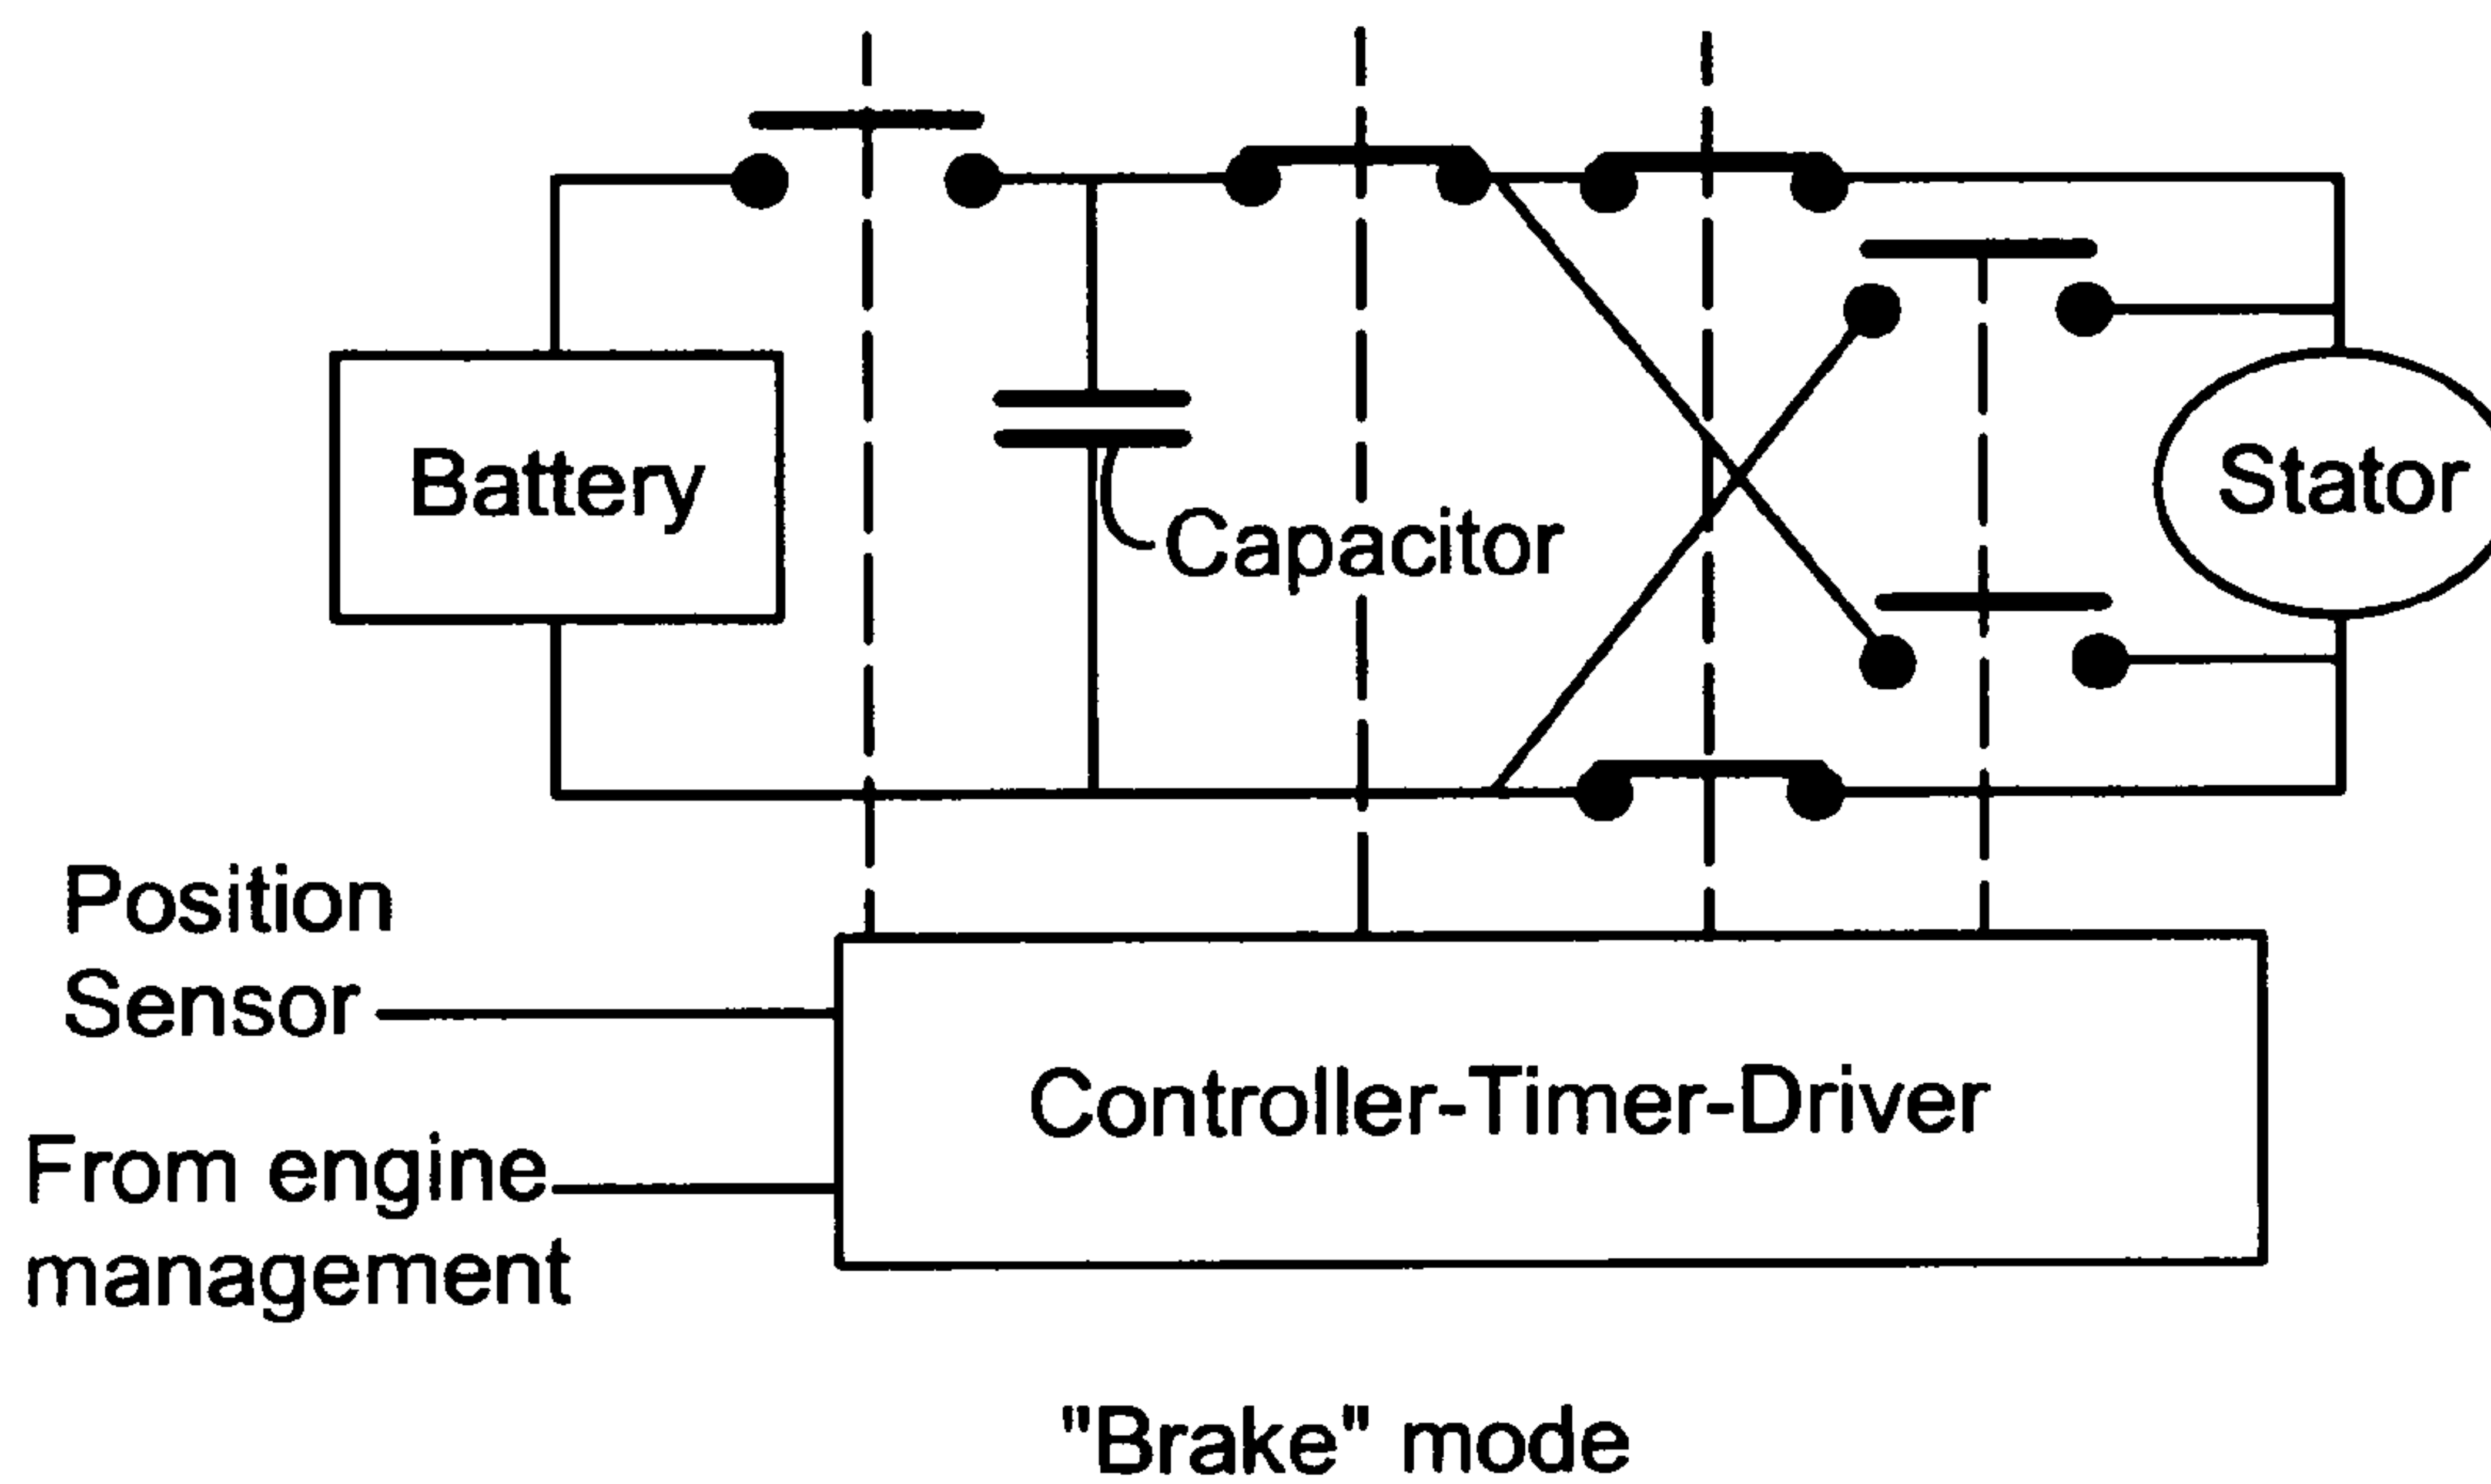 Battery
Stator
Capacitor
Position
Sensor
Controller-Timer-Driver
From engine
management
"Brake" mode